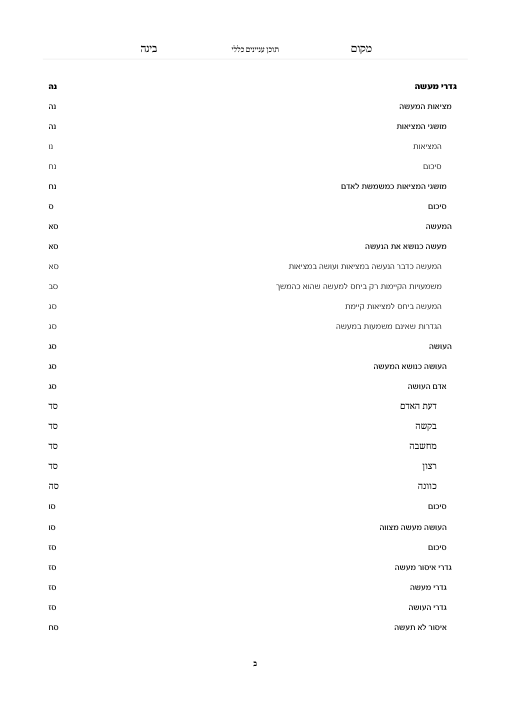 מקום תוכן עניינים כללי בינה
גדרי מעשה נה
מציאות המעשה נה
מושגי המציאות נה
המציאות נו
סיכום נח
מושגי המציאות כמשמשת לאדם נח
סיכום ס
המעשה סא
מעשה כנושא את הנעשה סא
המעשה כדבר הנעשה במציאות ועושה במציאות סא
משמעויות הקיימות רק ביחס למעשה שהוא כהמשך סב
המעשה ביחס למציאות קיימת סג
הגדרות שאינם משמעות במעשה סג
העושה סג
העושה כנושא המעשה סג
אדם העושה סג
דעת האדם סד
בקשה סד
מחשבה סד
רצון סד
כוונה סה
סיכום סו
העושה מעשה מצווה סו
סיכום סז
גדרי איסור מעשה סז
גדרי מעשה סז
גדרי העושה סז
איסור לא תעשה סח
ב